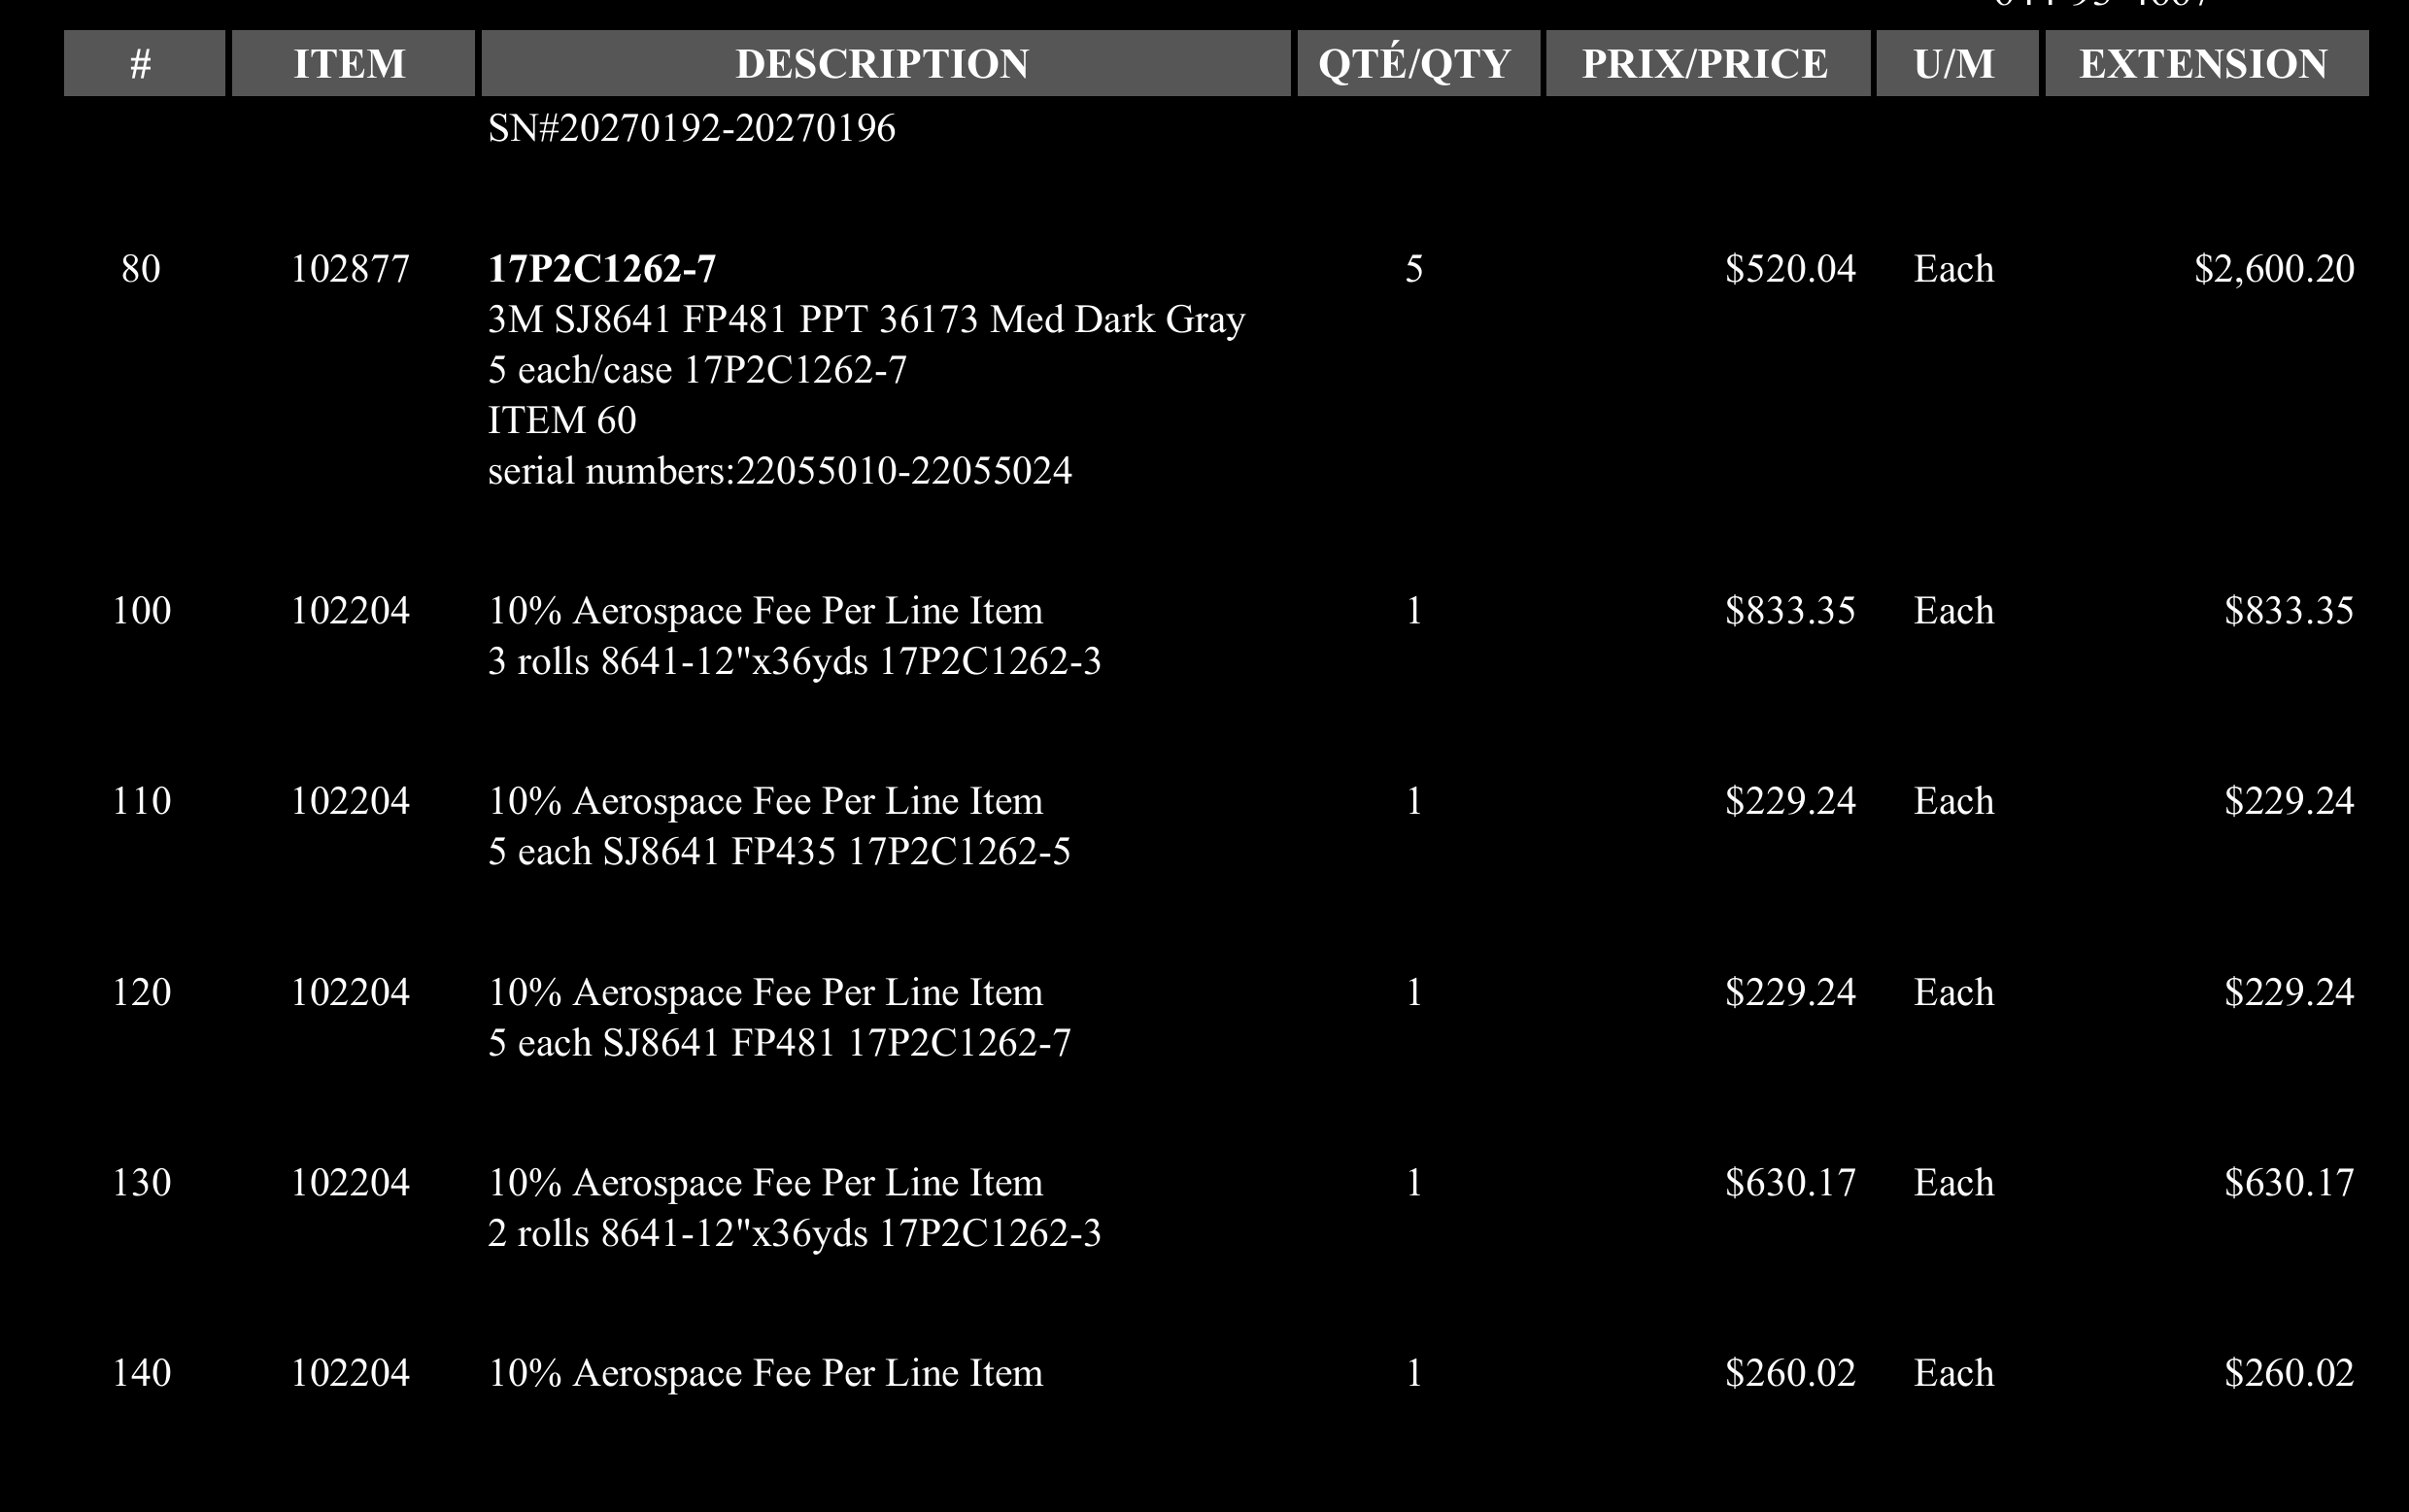 # ITEM DESCRIPTION QTÉ/QTY PRIX/PRICE U/M EXTENSION
SN#20270192-20270196
80 102877 17P2C1262-7 5 $520.04 Each $2,600.20
3M SJ8641 FP481 PPT 36173 Med Dark Gray
5 each/case 17P2C1262-7
ITEM 60
serial numbers:22055010-22055024
100 102204 10% Aerospace Fee Per Line Item 1 $833.35 Each $833.35
3 rolls 8641-12"x36yds 17P2C1262-3
110 102204 10% Aerospace Fee Per Line Item 1 $229.24 Each $229.24
5 each SJ8641 FP435 17P2C1262-5
120 102204 10% Aerospace Fee Per Line Item 1 $229.24 Each $229.24
5 each SJ8641 FP481 17P2C1262-7
130 102204 10% Aerospace Fee Per Line Item 1 $630.17 Each $630.17
2 rolls 8641-12"x36yds 17P2C1262-3
140 102204 10% Aerospace Fee Per Line Item 1 $260.02 Each $260.02